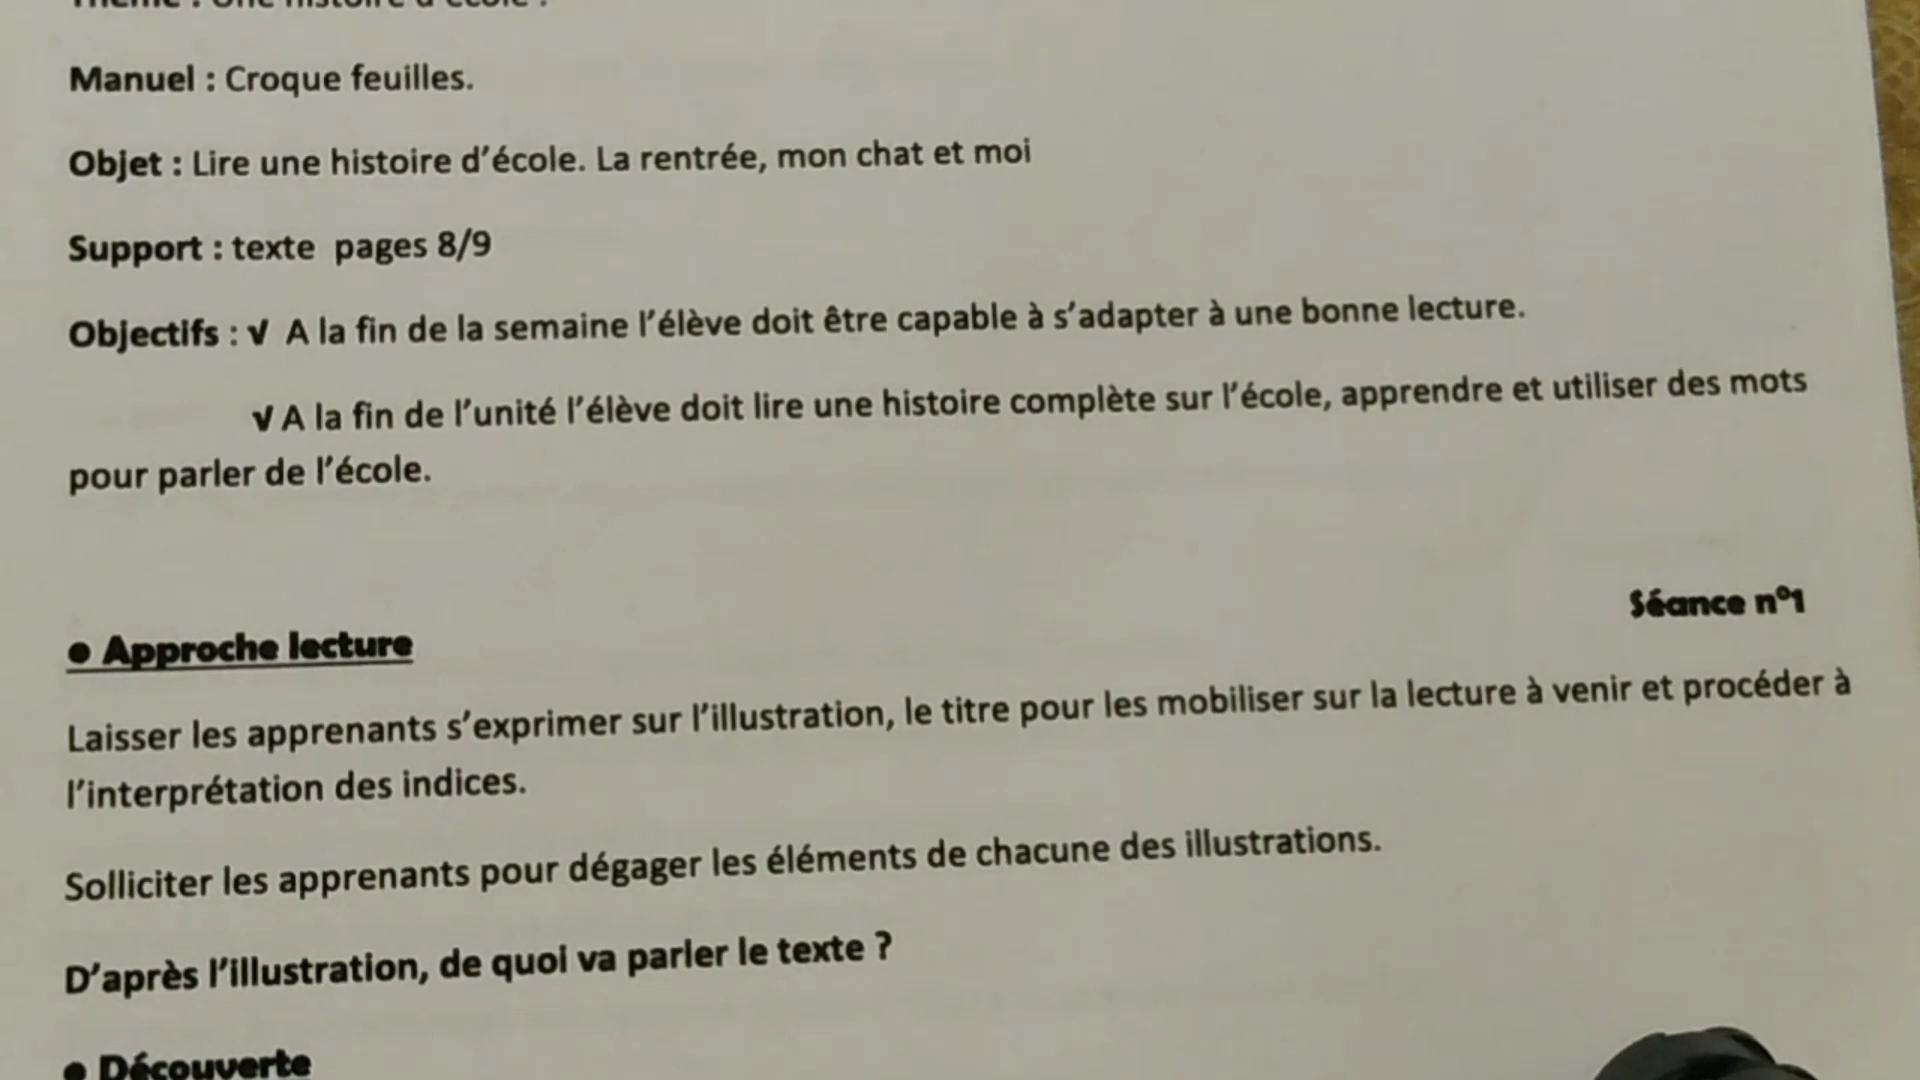 Thème : Une histoire d'école .
Manuel : Croque feuilles.
Objet : Lire une histoire d'école. La rentrée, mon chat et moi
Support : texte pages 8/9
Objectifs : √ A la fin de la semaine l'élève doit être capable à s'adapter à une bonne lecture.
√ A la fin de l'unité l'élève doit lire une histoire complète sur l'école, apprendre et utiliser des mots
pour parler de l'école.
Séance n°1
● Approche lecture
Laisser les apprenants s'exprimer sur l'illustration, le titre pour les mobiliser sur la lecture à venir et procéder à
l'interprétation des indices.
Solliciter les apprenants pour dégager les éléments de chacune des illustrations.
D'après l'illustration, de quoi va parler le texte ?
● Découverte